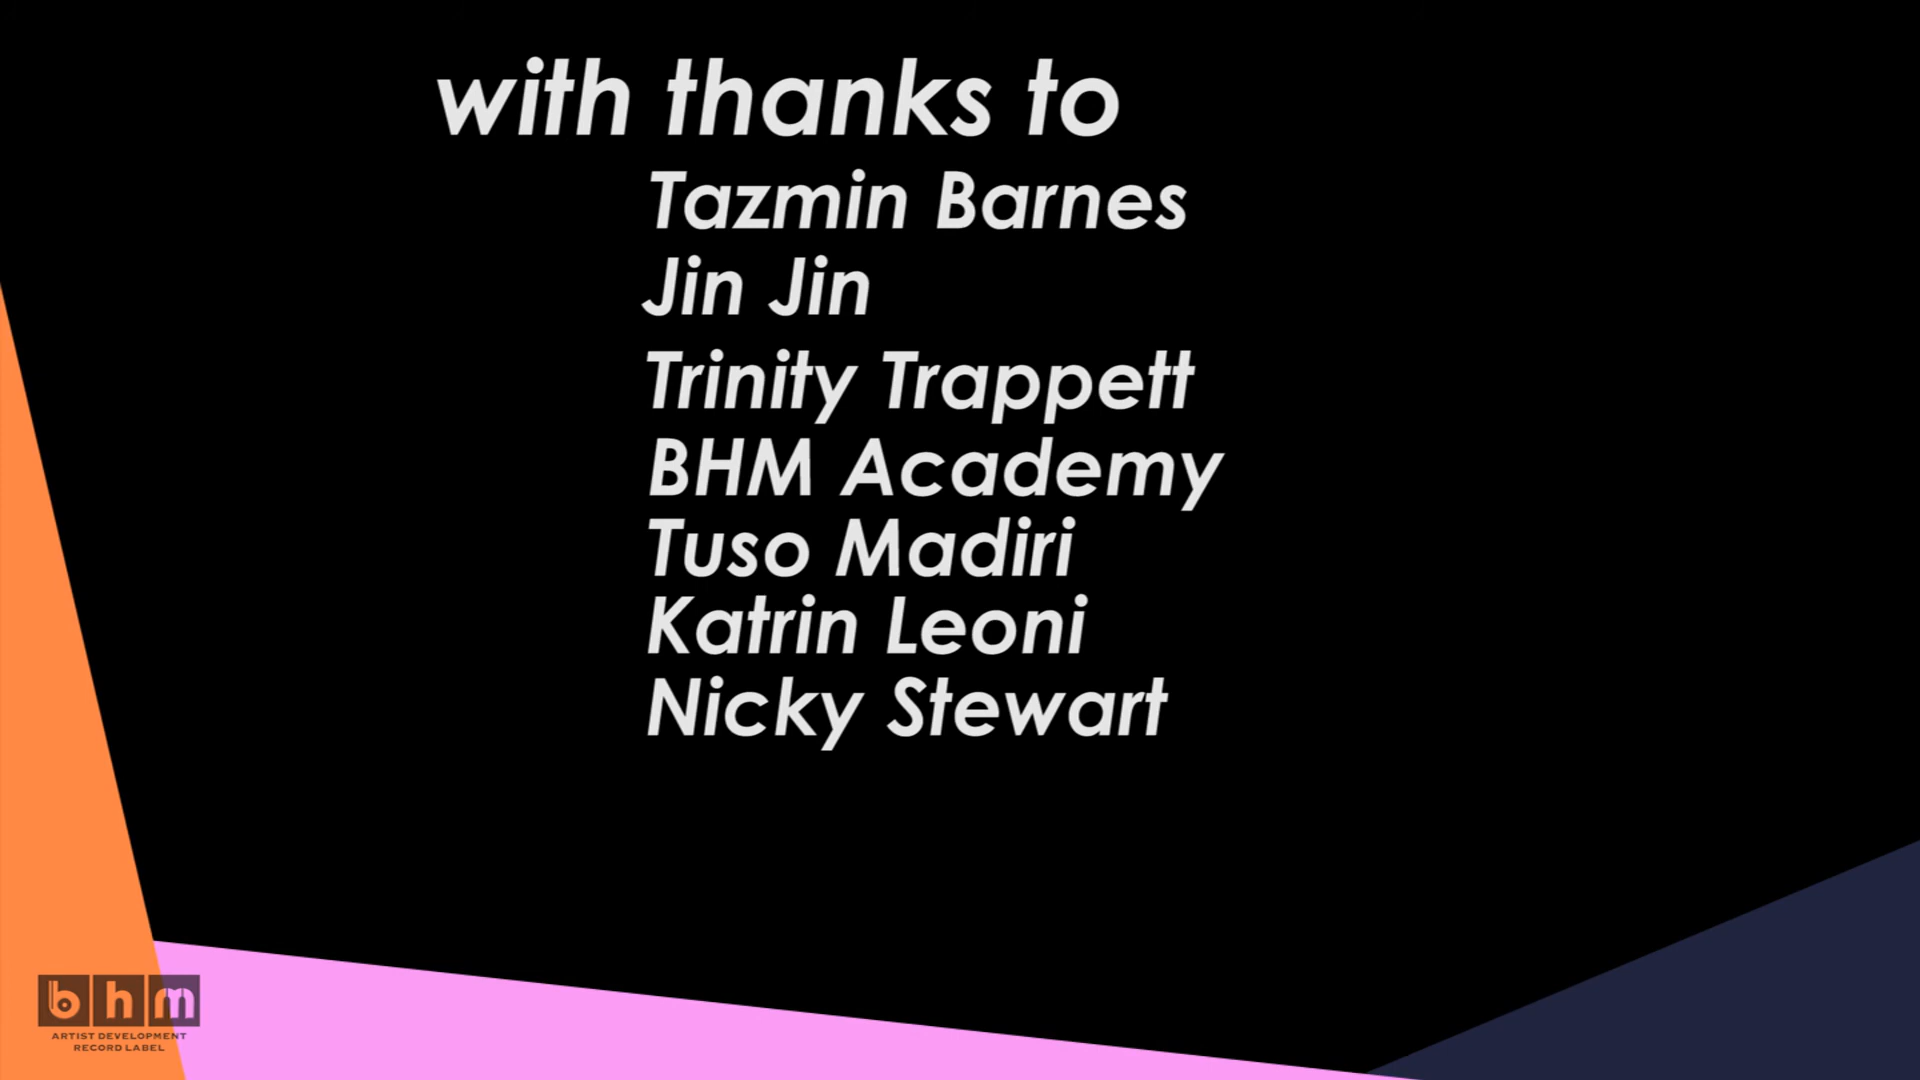 with thanks to
Tazmin Barnes
Jin Jin
Trinity Trappett
BHM Academy
Tuso Madiri
Katrin Leoni
Nicky Stewart
bhm
ARTIST DEVELOPMENT
RECORD LABEL